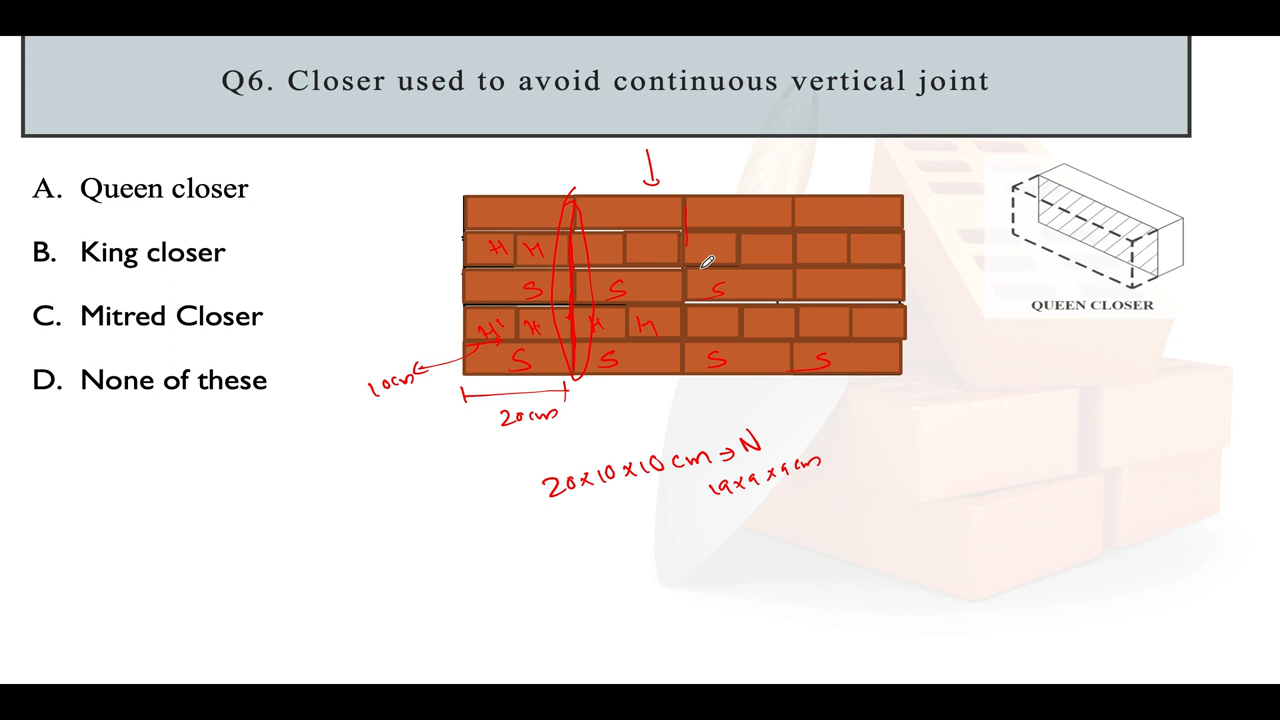 Q6. Closer used to avoid continuous vertical joint
A. Queen closer
B. King closer
C. Mitred Closer
D. None of these
QUEEN CLOSER
H H
S S S
H H H H
S S S S
10cm
20cm
20×10×10 cm → N
19×9×9 cm